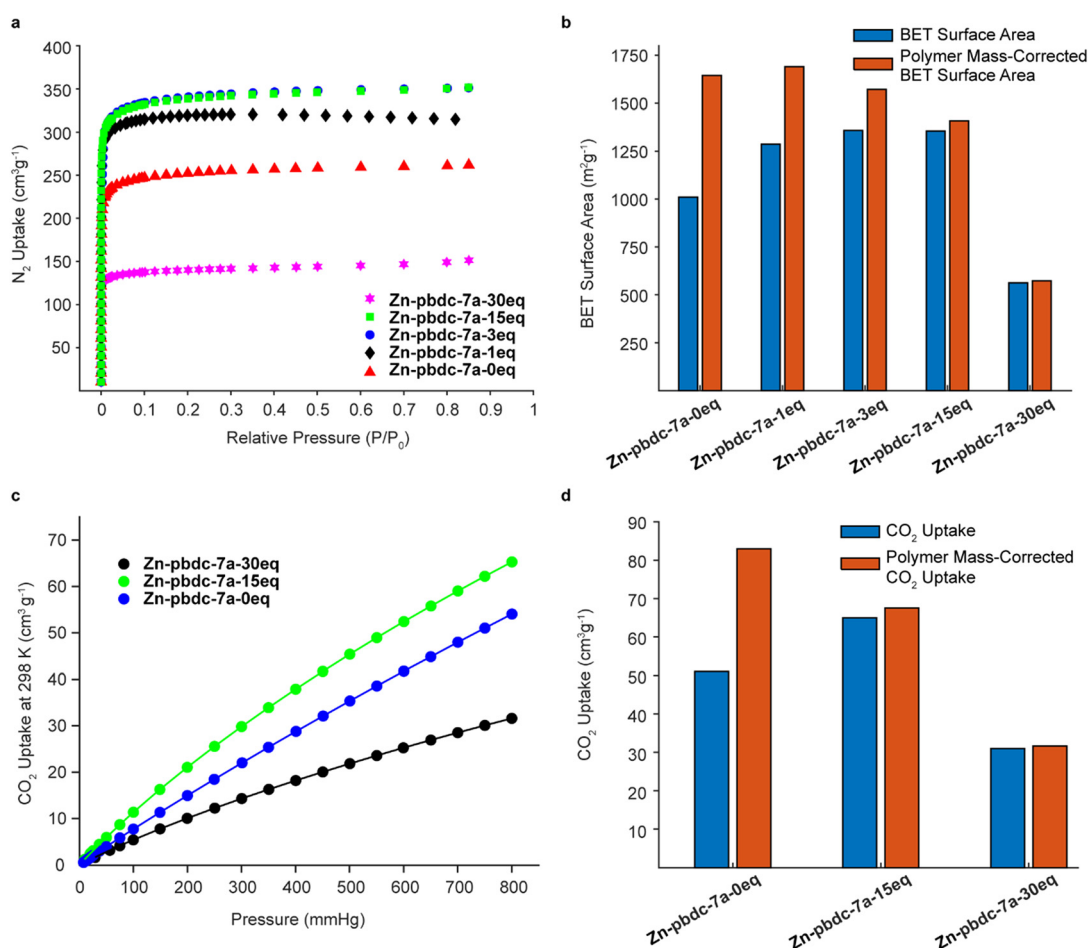 a
400
350
300
250
200
150
100
50
N₂ Uptake (cm³g⁻¹)
Zn-pbdc-7a-30eq
Zn-pbdc-7a-15eq
Zn-pbdc-7a-3eq
Zn-pbdc-7a-1eq
Zn-pbdc-7a-0eq
0 0.1 0.2 0.3 0.4 0.5 0.6 0.7 0.8 0.9 1
Relative Pressure (P/P₀)
b
BET Surface Area
Polymer Mass-Corrected
BET Surface Area
1750
1500
1250
1000
750
500
250
BET Surface Area (m²g⁻¹)
Zn-pbdc-7a-0eq
Zn-pbdc-7a-1eq
Zn-pbdc-7a-3eq
Zn-pbdc-7a-15eq
Zn-pbdc-7a-30eq
c
70
60
50
40
30
20
10
0
CO₂ Uptake at 298 K (cm³ g⁻¹)
Zn-pbdc-7a-30eq
Zn-pbdc-7a-15eq
Zn-pbdc-7a-0eq
0 100 200 300 400 500 600 700 800
Pressure (mmHg)
d
CO₂ Uptake
Polymer Mass-Corrected
CO₂ Uptake
90
80
70
60
50
40
30
20
10
CO₂ Uptake (cm³g⁻¹)
Zn-pbdc-7a-0eq
Zn-pbdc-7a-15eq
Zn-pbdc-7a-30eq